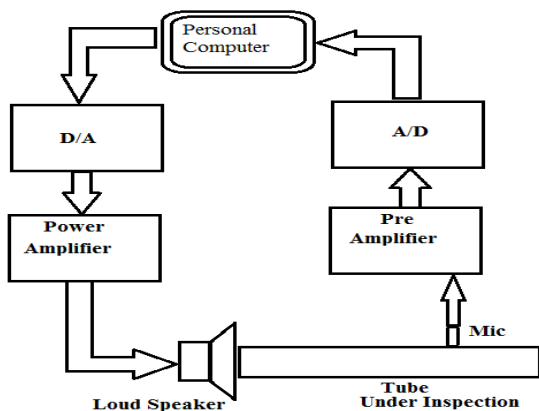 Personal
Computer
D/A
A/D
Power
Amplifier
Pre
Amplifier
Mic
Tube
Under Inspection
Loud Speaker